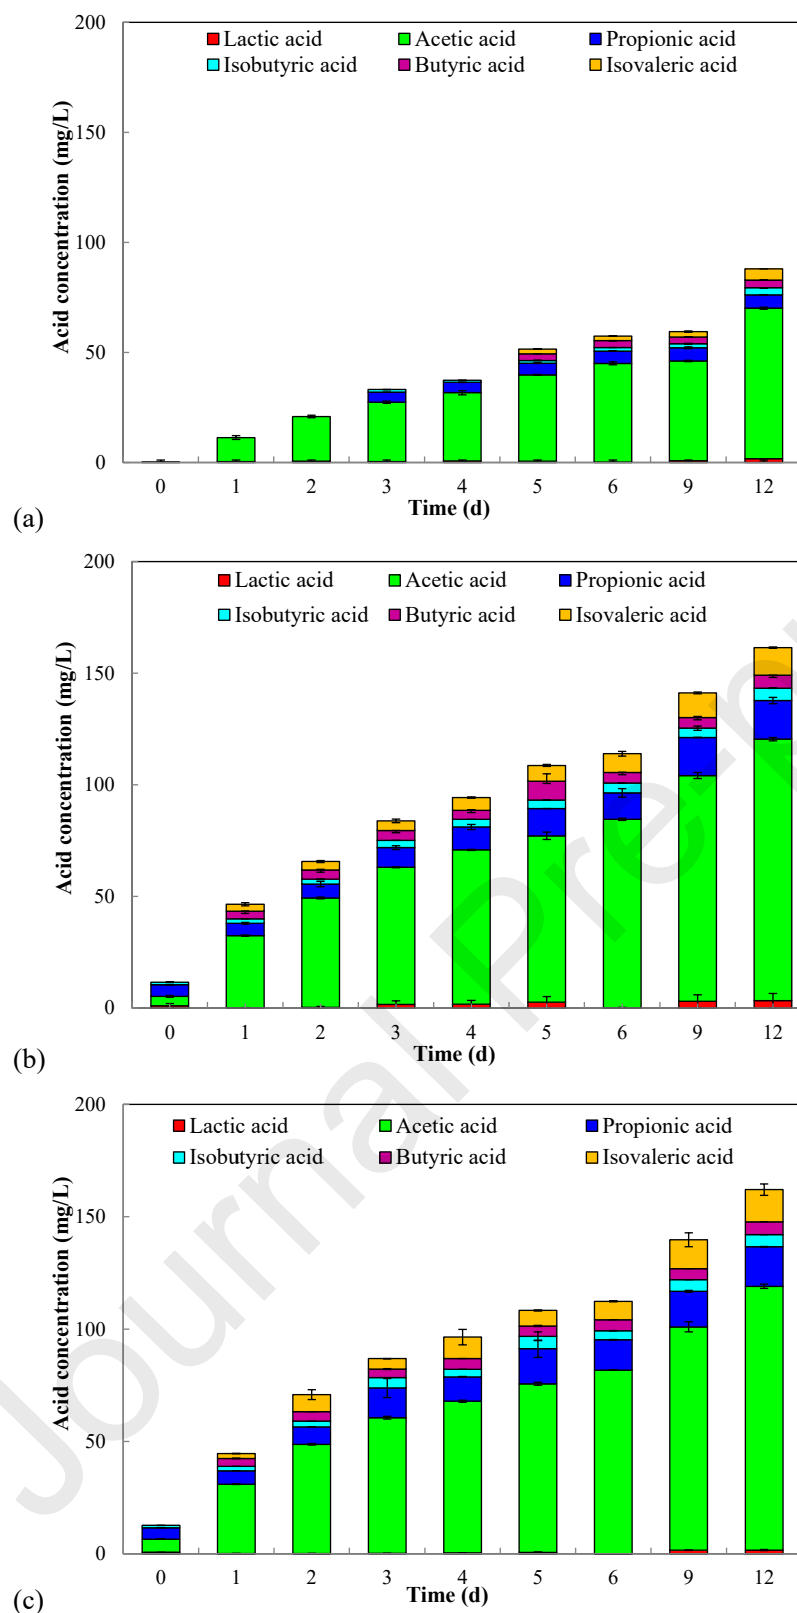 200
Lactic acid Acetic acid Propionic acid
Isobutyric acid Butyric acid Isovaleric acid
150
100
50
0
Acid concentration (mg/L)
0 1 2 3 4 5 6 9 12
Time (d)
(a)
200
Lactic acid Acetic acid Propionic acid
Isobutyric acid Butyric acid Isovaleric acid
150
100
50
0
Acid concentration (mg/L)
0 1 2 3 4 5 6 9 12
Time (d)
(b)
200
Lactic acid Acetic acid Propionic acid
Isobutyric acid Butyric acid Isovaleric acid
150
100
50
0
Acid concentration (mg/L)
0 1 2 3 4 5 6 9 12
Time (d)
(c)
Journal Pre-p